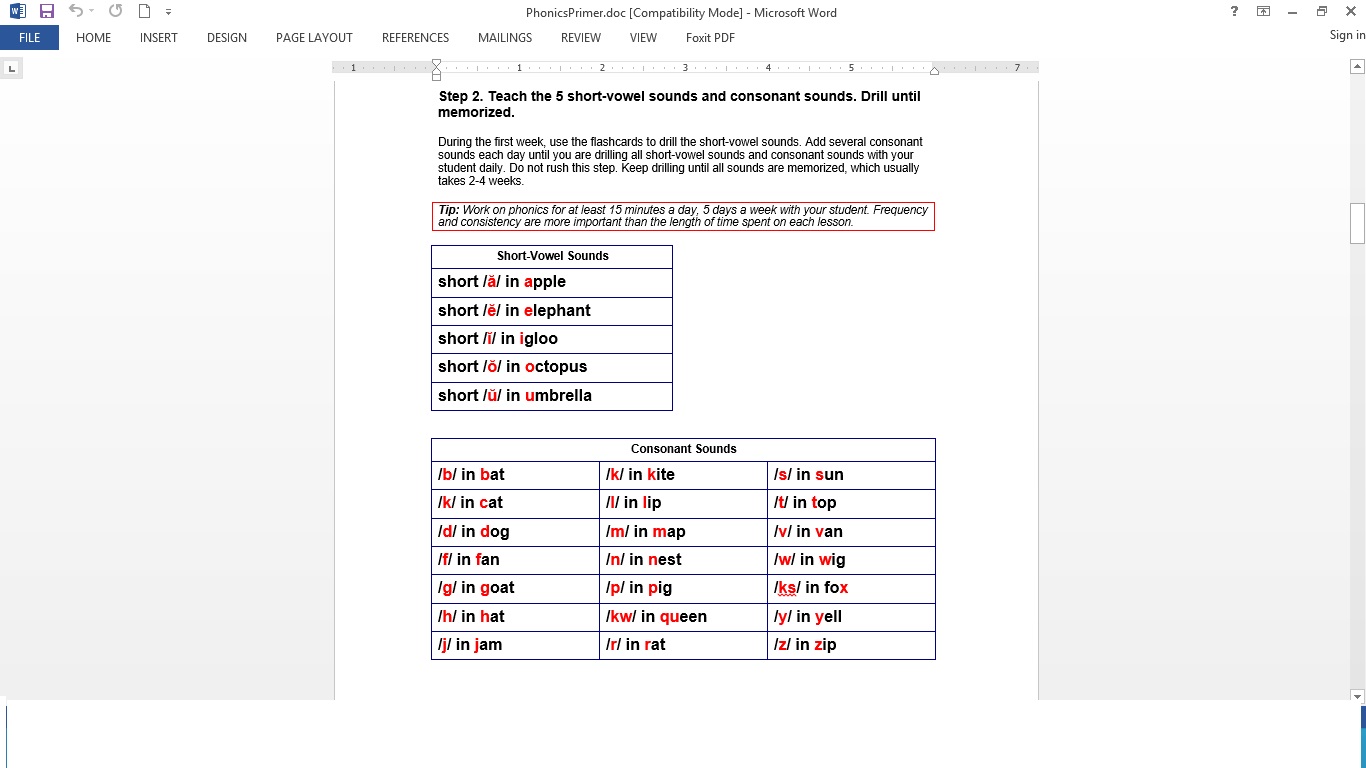 PhonicsPrimer.doc [Compatibility Mode] - Microsoft Word
?
FILE HOME INSERT DESIGN PAGE LAYOUT REFERENCES MAILINGS REVIEW VIEW Foxit PDF Sign in
1 1 2 3 4 5 7
Step 2. Teach the 5 short-vowel sounds and consonant sounds. Drill until
memorized.
During the first week, use the flashcards to drill the short-vowel sounds. Add several consonant
sounds each day until you are drilling all short-vowel sounds and consonant sounds with your
student daily. Do not rush this step. Keep drilling until all sounds are memorized, which usually
takes 2-4 weeks.
Tip: Work on phonics for at least 15 minutes a day, 5 days a week with your student. Frequency
and consistency are more important than the length of time spent on each lesson.
Short-Vowel Sounds
short /ă/ in apple
short /ĕ/ in elephant
short /ĭ/ in igloo
short /ŏ/ in octopus
short /ŭ/ in umbrella
Consonant Sounds
/b/ in bat /k/ in kite /s/ in sun
/k/ in cat /l/ in lip /t/ in top
/d/ in dog /m/ in map /v/ in van
/f/ in fan /n/ in nest /w/ in wig
/g/ in goat /p/ in pig /ks/ in fox
/h/ in hat /kw/ in queen /y/ in yell
/j/ in jam /r/ in rat /z/ in zip